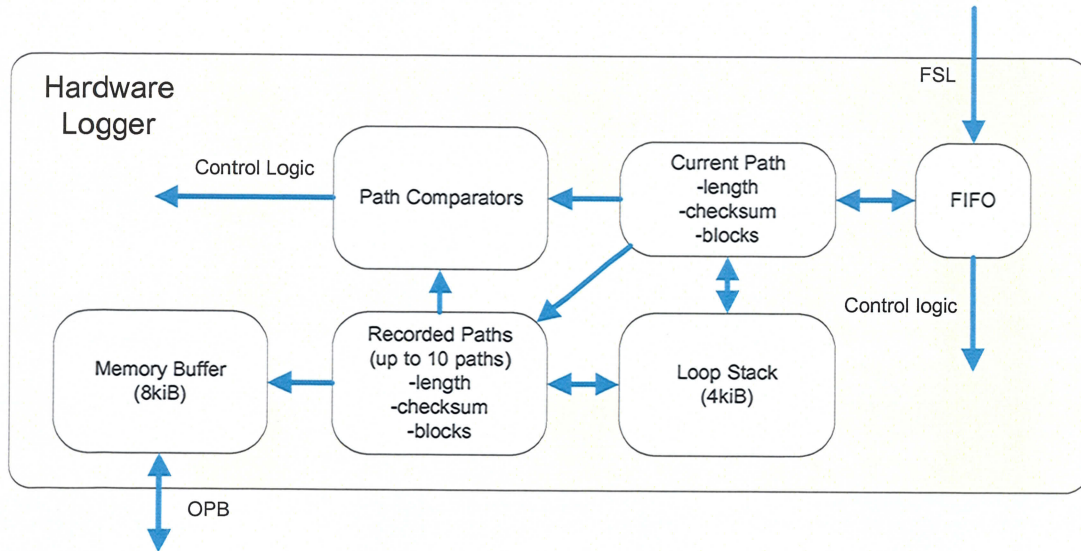 Hardware
Logger
FSL
Control Logic
Path Comparators
Current Path
-length
-checksum
-blocks
FIFO
Control logic
Memory Buffer
(8kiB)
Recorded Paths
(up to 10 paths)
-length
-checksum
-blocks
Loop Stack
(4kiB)
OPB